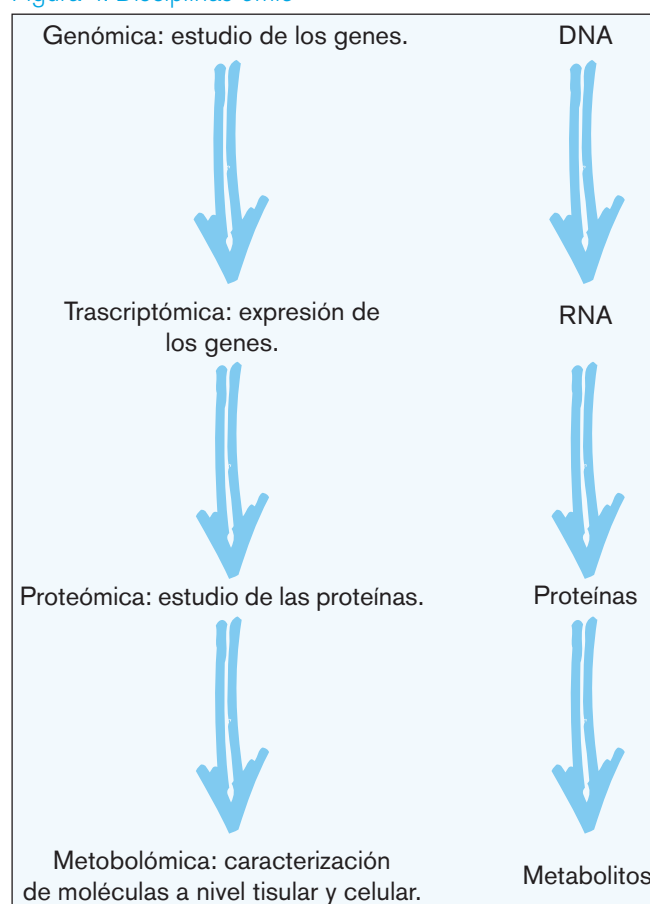 Genómica: estudio de los genes. DNA
Trascriptómica: expresión de
los genes.
RNA
Proteómica: estudio de las proteínas. Proteínas
Metobolómica: caracterización
de moléculas a nivel tisular y celular.
Metabolitos